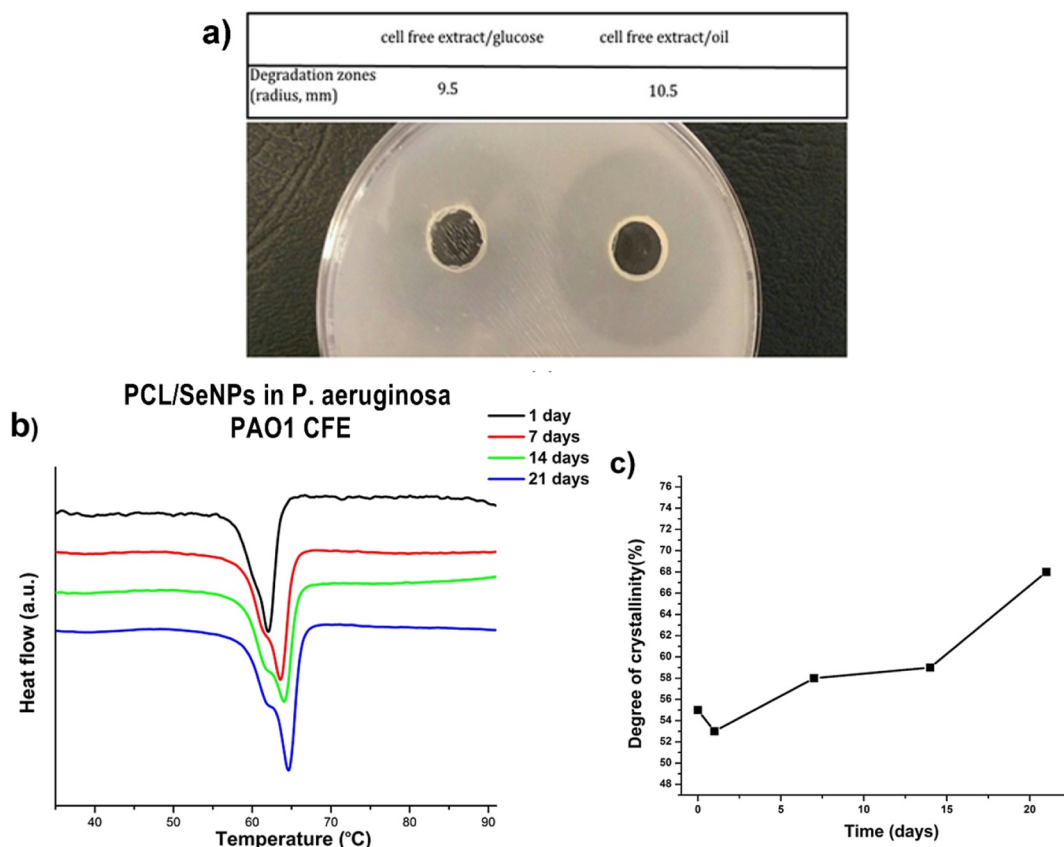 a)
cell free extract/glucose cell free extract/oil
Degradation zones
(radius, mm) 9.5 10.5
PCL/SeNPs in P. aeruginosa
PAO1 CFE
b)
1 day
7 days
14 days
21 days
Heat flow (a.u.)
40 50 60 70 80 90
Temperature (°C)
c)
76
74
72
70
68
66
64
62
60
59
58
56
54
52
50
48
Degree of crystallinity(%)
0 5 10 15 20
Time (days)